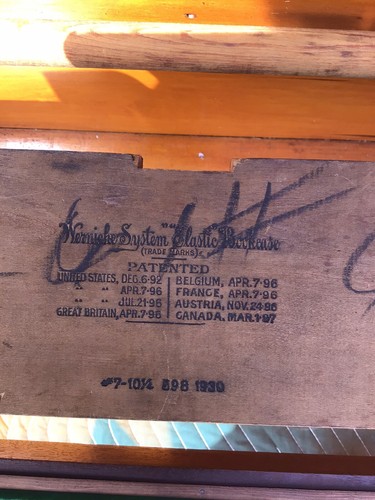 Wernicke System "Elastic" Bookcase
(TRADE MARKS)
PATENTED
UNITED STATES, DEC. 6-92
" " APR. 7-96
" " JUL. 21-96
GREAT BRITAIN, APR. 7-96
BELGIUM, APR. 7-96
FRANCE, APR. 7-96
AUSTRIA, NOV. 24-96
CANADA, MAR. 1-97
#7-10¼ 898 1930